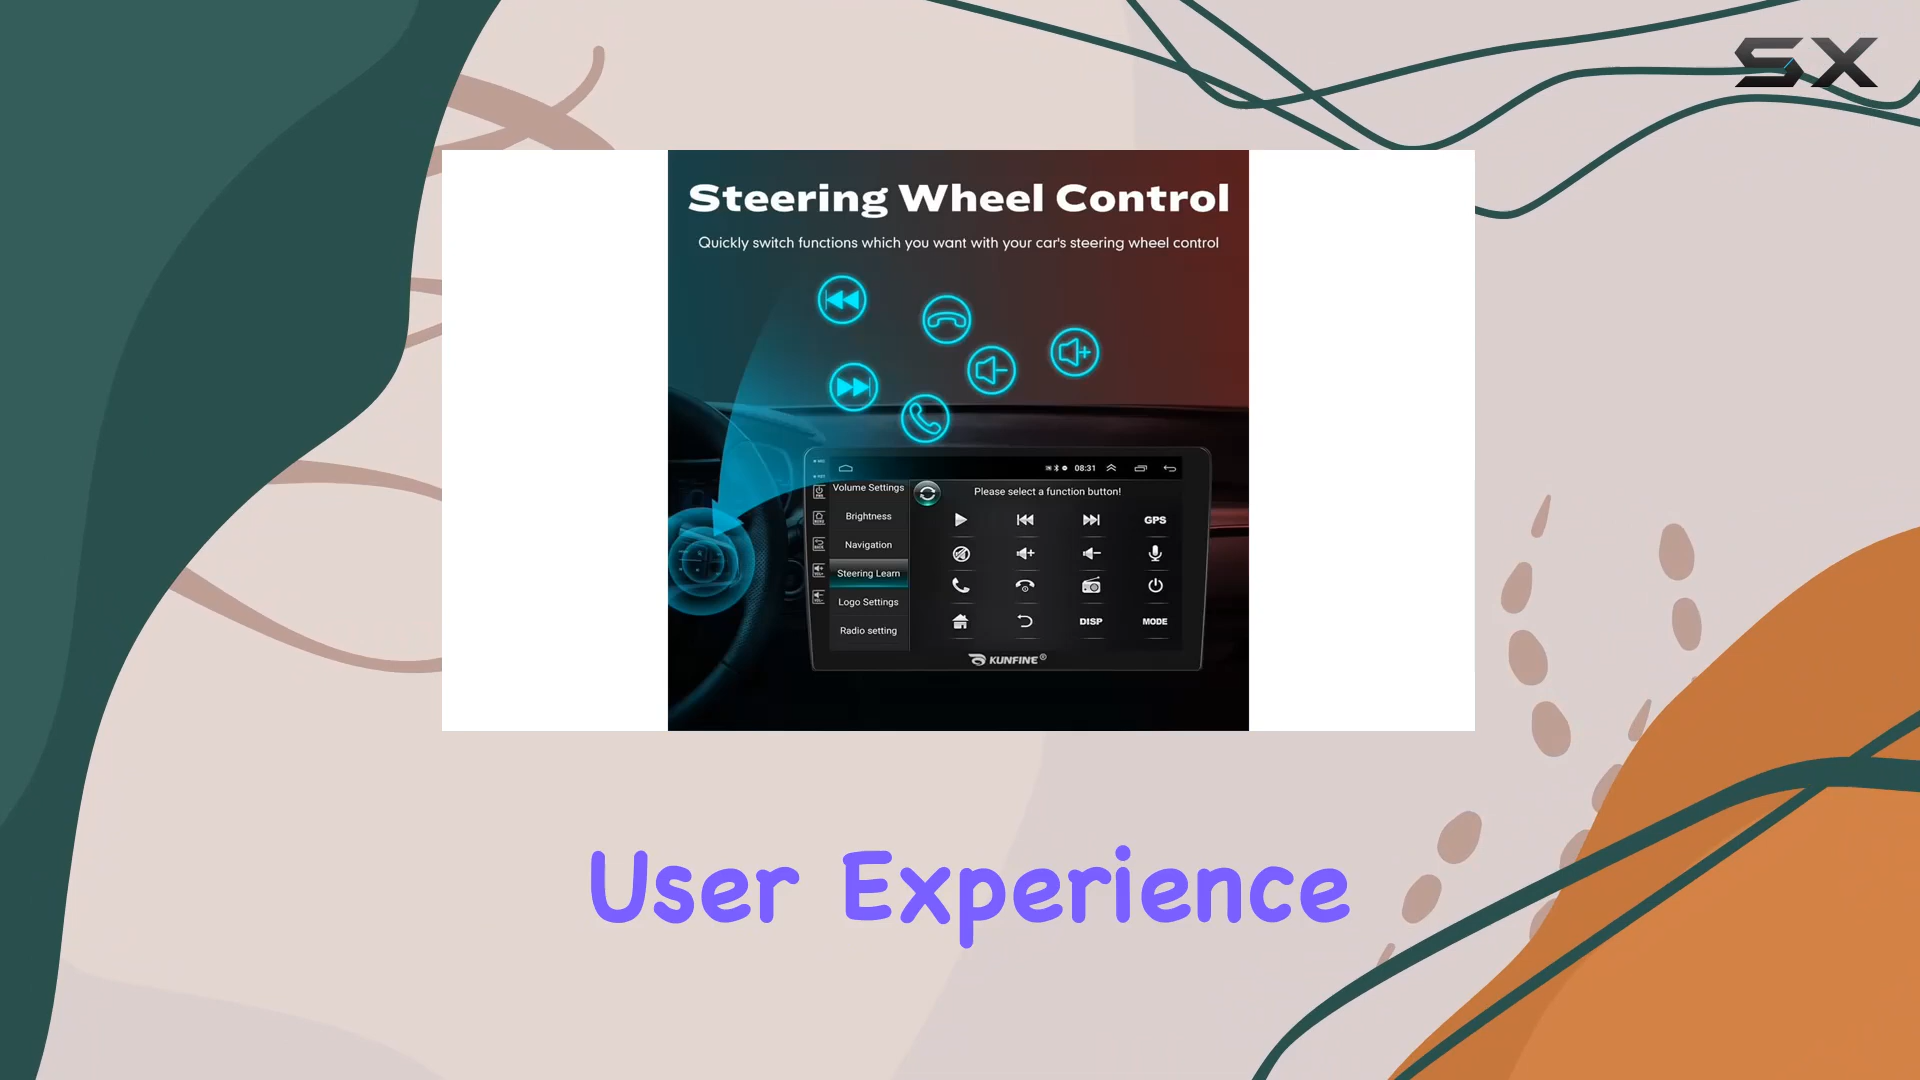 SX
Steering Wheel Control
Quickly switch functions which you want with your car's steering wheel control
08:31
Volume Settings
Please select a function button!
Brightness
GPS
Navigation
Steering Learn
Logo Settings
DISP
MODE
Radio setting
KUNFINE®
User Experience